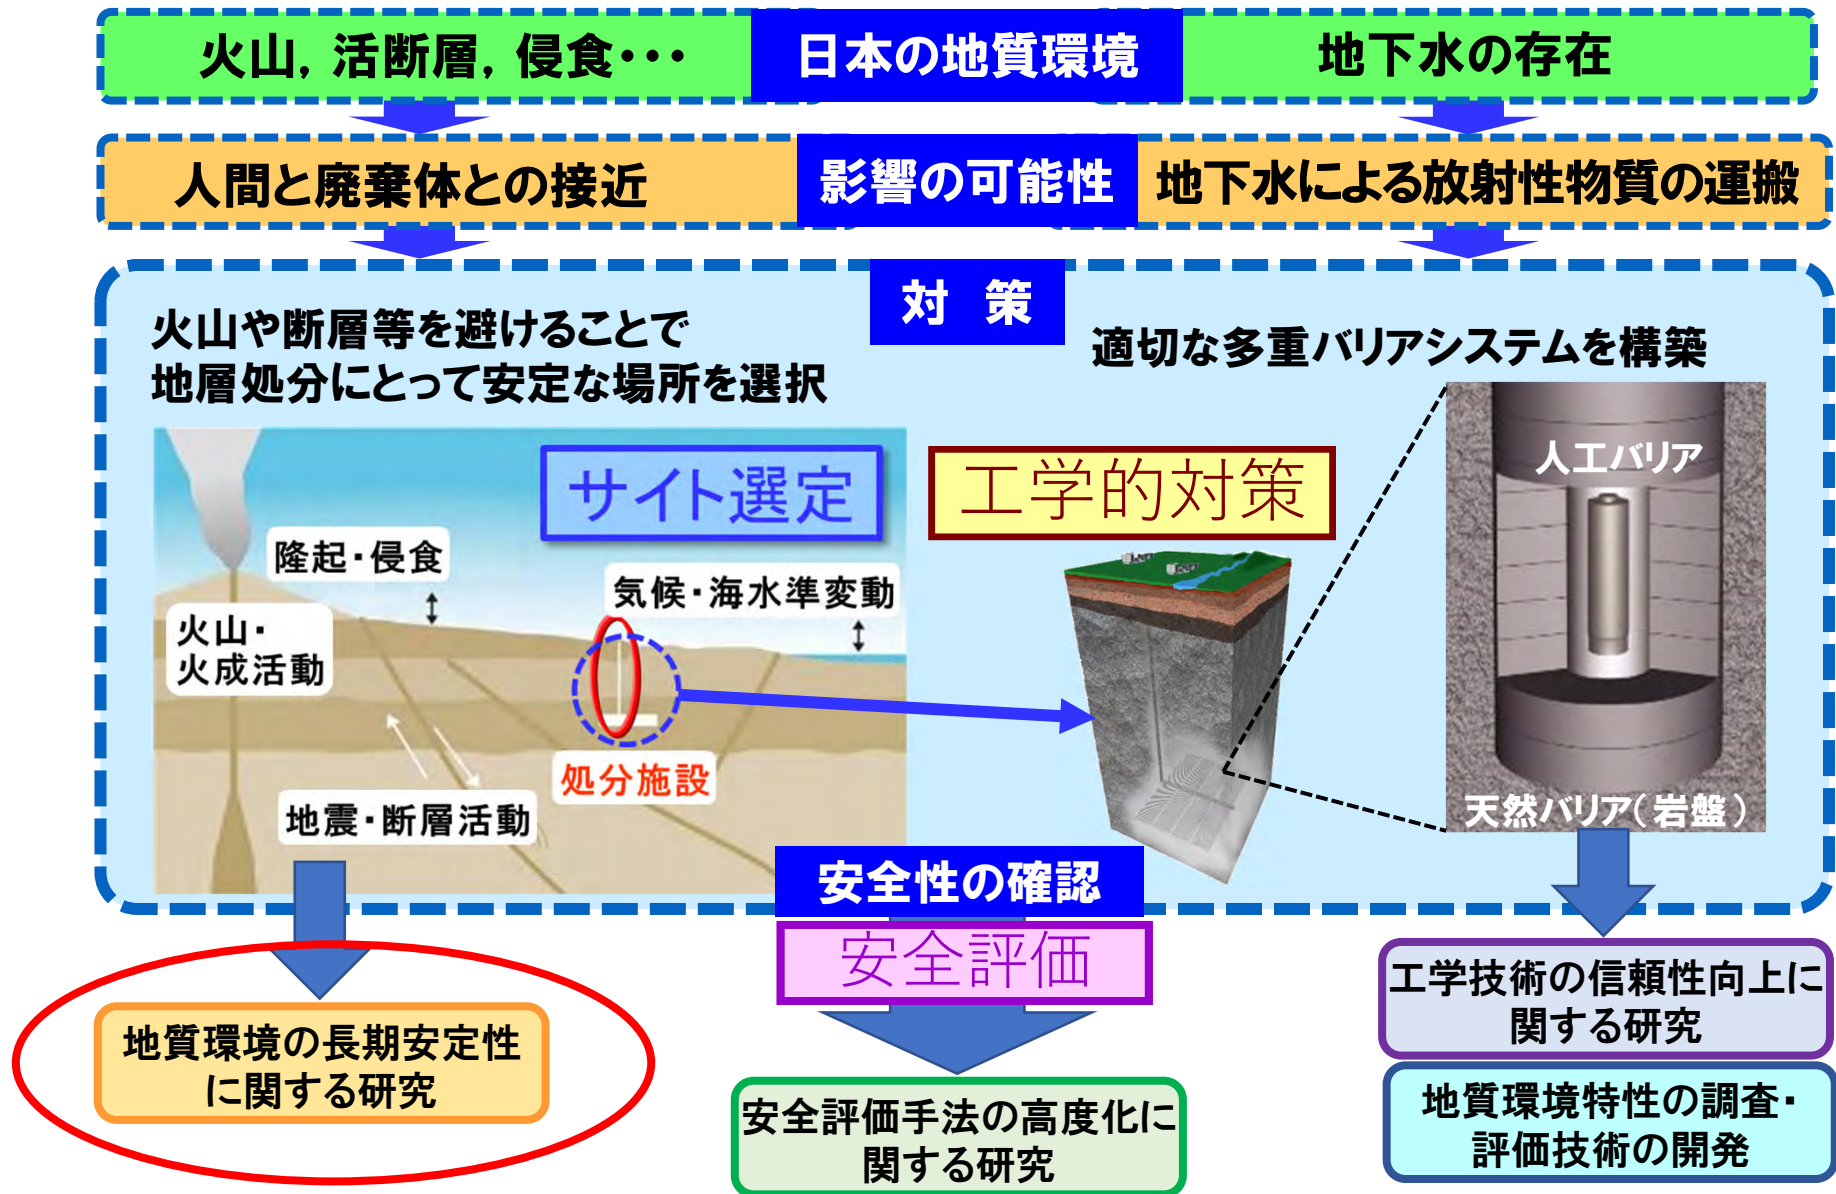 火山, 活断層, 侵食・・・
日本の地質環境
地下水の存在
人間と廃棄体との接近
影響の可能性
地下水による放射性物質の運搬
対　策
火山や断層等を避けることで
地層処分にとって安定な場所を選択
適切な多重バリアシステムを構築
サイト選定
工学的対策
人工バリア
隆起・侵食
気候・海水準変動
火山・
火成活動
処分施設
地震・断層活動
天然バリア（岩盤）
安全性の確認
安全評価
地質環境の長期安定性
に関する研究
安全評価手法の高度化に
関する研究
工学技術の信頼性向上に
関する研究
地質環境特性の調査・
評価技術の開発